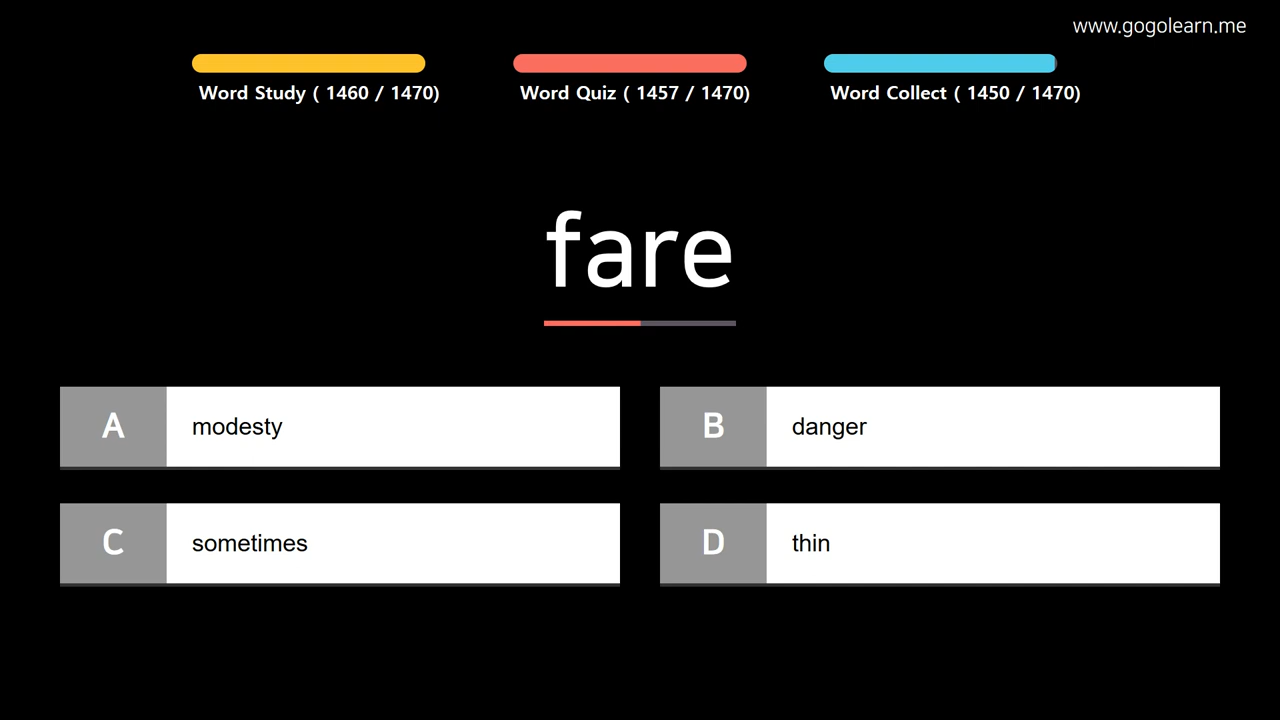 www.gogolearn.me
Word Study ( 1460 / 1470)
Word Quiz ( 1457 / 1470)
Word Collect ( 1450 / 1470)
fare
A modesty
B danger
C sometimes
D thin